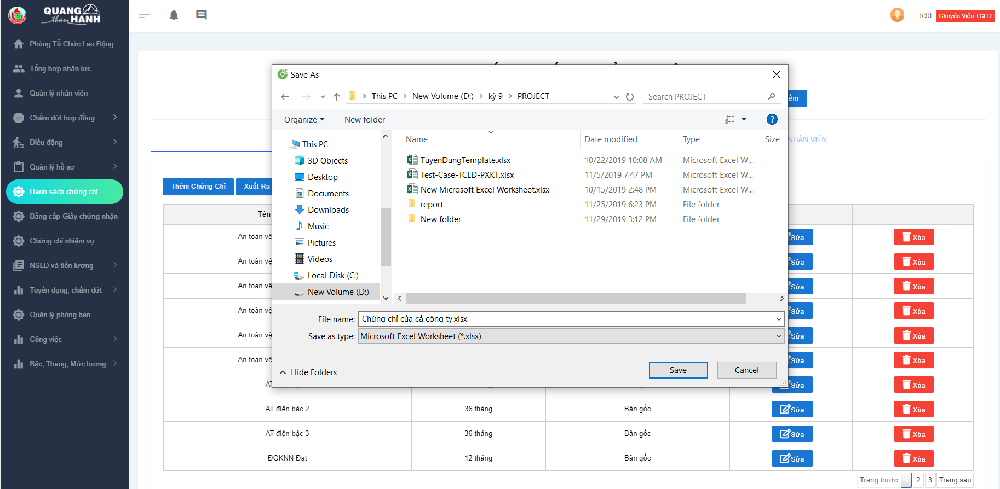 QUANG HANH
than
tcld
Chuyên Viên TCLD
Phòng Tổ Chức Lao Động
Tổng hợp nhân lực
Quản lý nhân viên
Chấm dứt hợp đồng
Điều động
Quản lý hồ sơ
Danh sách chứng chỉ
Bằng cấp-Giấy chứng nhận
Chứng chỉ nhiệm vụ
NSLĐ và tiền lương
Tuyển dụng, chấm dứt
Quản lý phòng ban
Công việc
Bậc, Thang, Mức lương
Save As
This PC
New Volume (D:)
kỳ 9
PROJECT
Search PROJECT
Organize
New folder
Name
Date modified
Type
Size
This PC
3D Objects
Desktop
Documents
Downloads
Music
Pictures
Videos
Local Disk (C:)
New Volume (D:)
TuyenDungTemplate.xlsx 10/22/2019 10:08 AM Microsoft Excel W...
Test-Case-TCLD-PXKT.xlsx 11/5/2019 7:47 PM Microsoft Excel W...
New Microsoft Excel Worksheet.xlsx 10/15/2019 2:48 PM Microsoft Excel W...
report 11/25/2019 6:23 PM File folder
New folder 11/29/2019 3:12 PM File folder
File name: Chứng chỉ của cả công ty.xlsx
Save as type: Microsoft Excel Worksheet (*.xlsx)
Hide Folders
Save
Cancel
NHÂN VIÊN
Thêm Chứng Chỉ
Xuất Ra
Tên
An toàn vệ Sửa Xóa
An toàn vệ Sửa Xóa
An toàn vệ Sửa Xóa
An toàn vệ Sửa Xóa
An toàn vệ Sửa Xóa
An toàn vệ Sửa Xóa
AT Sửa Xóa
AT điện bậc 2 36 tháng Bản gốc Sửa Xóa
AT điện bậc 3 36 tháng Bản gốc Sửa Xóa
ĐGKNN Đạt 12 tháng Bản gốc Sửa Xóa
Trang trước 1 2 3 Trang sau